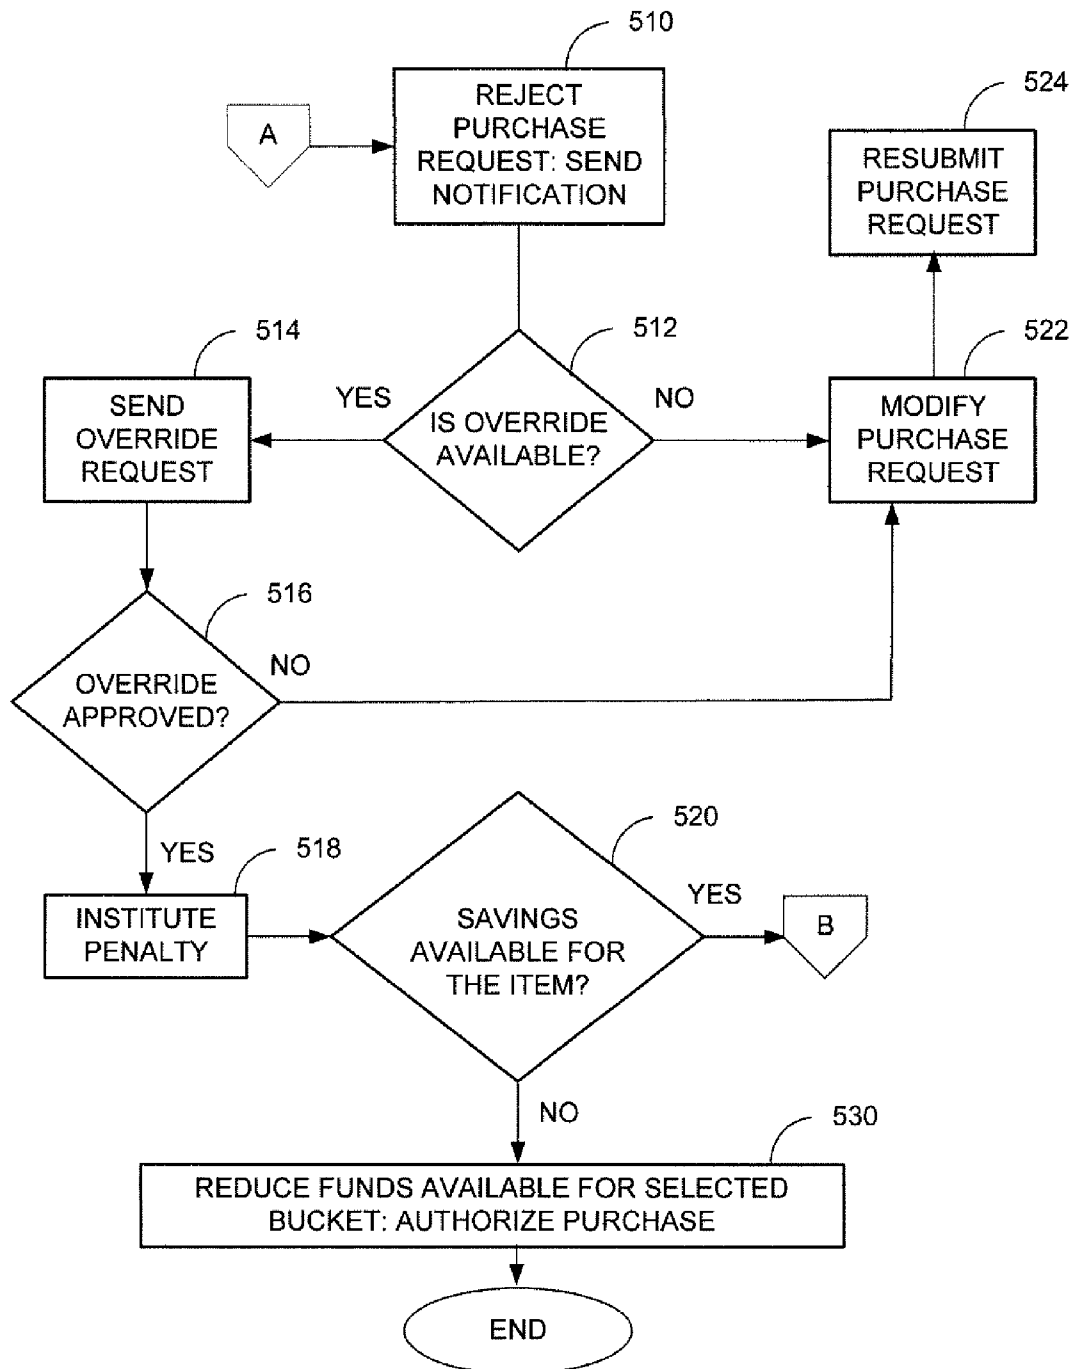 510
REJECT
PURCHASE
REQUEST: SEND
NOTIFICATION
A
524
RESUBMIT
PURCHASE
REQUEST
514
SEND
OVERRIDE
REQUEST
512
YES
IS OVERRIDE
AVAILABLE?
NO
522
MODIFY
PURCHASE
REQUEST
516
OVERRIDE
APPROVED?
NO
YES
518
INSTITUTE
PENALTY
520
SAVINGS
AVAILABLE FOR
THE ITEM?
YES
B
NO
530
REDUCE FUNDS AVAILABLE FOR SELECTED
BUCKET: AUTHORIZE PURCHASE
END